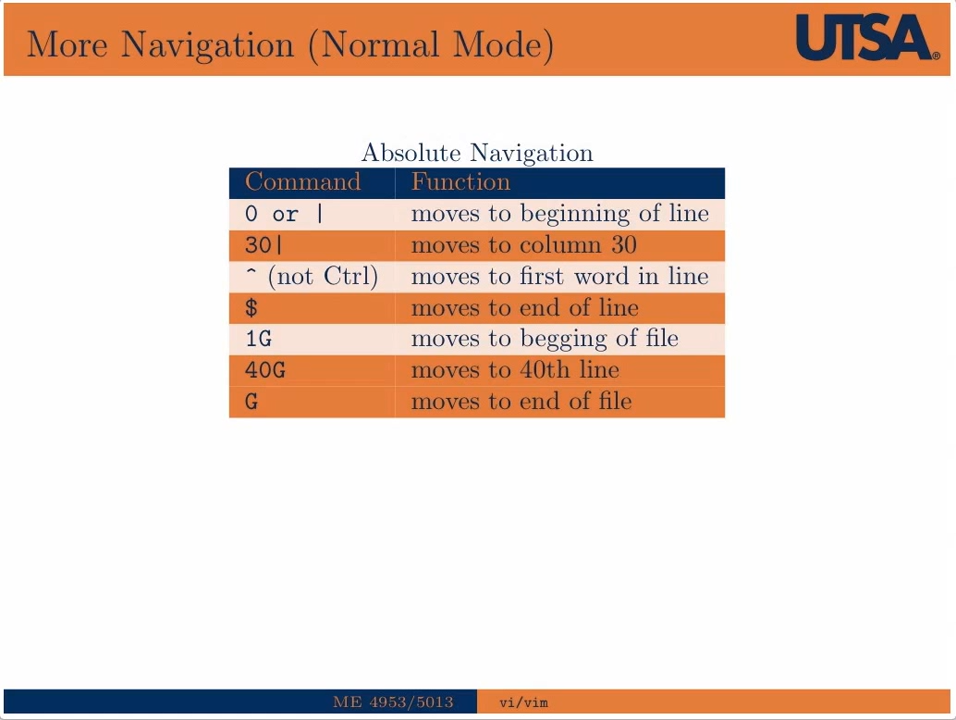 More Navigation (Normal Mode)
UTSA®
Absolute Navigation
Command Function
0 or | moves to beginning of line
30| moves to column 30
^ (not Ctrl) moves to first word in line
$ moves to end of line
1G moves to begging of file
40G moves to 40th line
G moves to end of file
ME 4953/5013 vi/vim